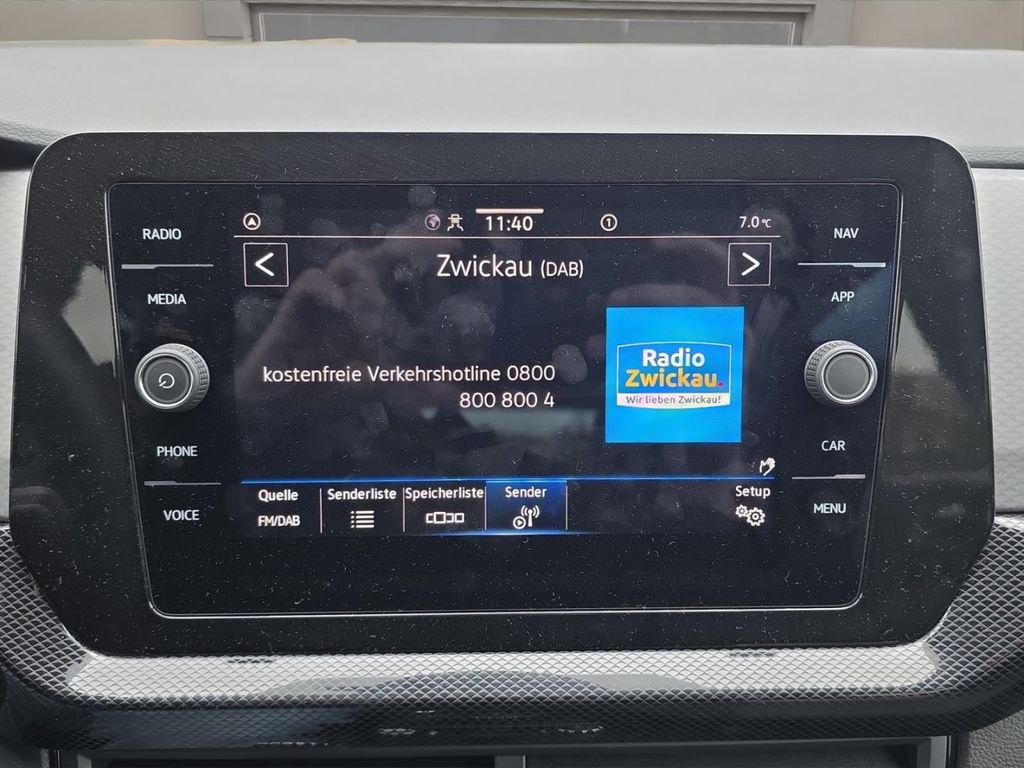 RADIO
MEDIA
PHONE
VOICE
11:40
1
7.0 °C
<
Zwickau (DAB)
>
kostenfreie Verkehrshotline 0800
800 800 4
Radio
Zwickau.
Wir lieben Zwickau!
Quelle
FM/DAB
Senderliste
Speicherliste
Sender
Setup
NAV
APP
CAR
MENU